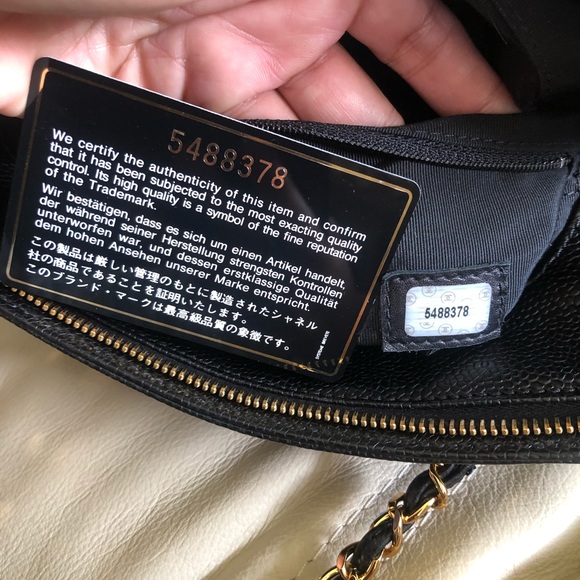 5488378
We certify the authenticity of this item and confirm
that it has been subjected to the most exacting quality
control. Its high quality is a symbol of the fine reputation
of the Trademark.
Wir bestätigen, dass es sich um einen Artikel handelt,
der während seiner Herstellung strengsten Kontrollen
unterworfen war, und dessen erstklassige Qualität
dem hohen Ansehen unserer Marke entspricht.
この製品は厳しい管理のもとに製造されたシャネル
社の商品であることを証明いたします。
このブランド・マークは最高級品質の象徴です。
5488378